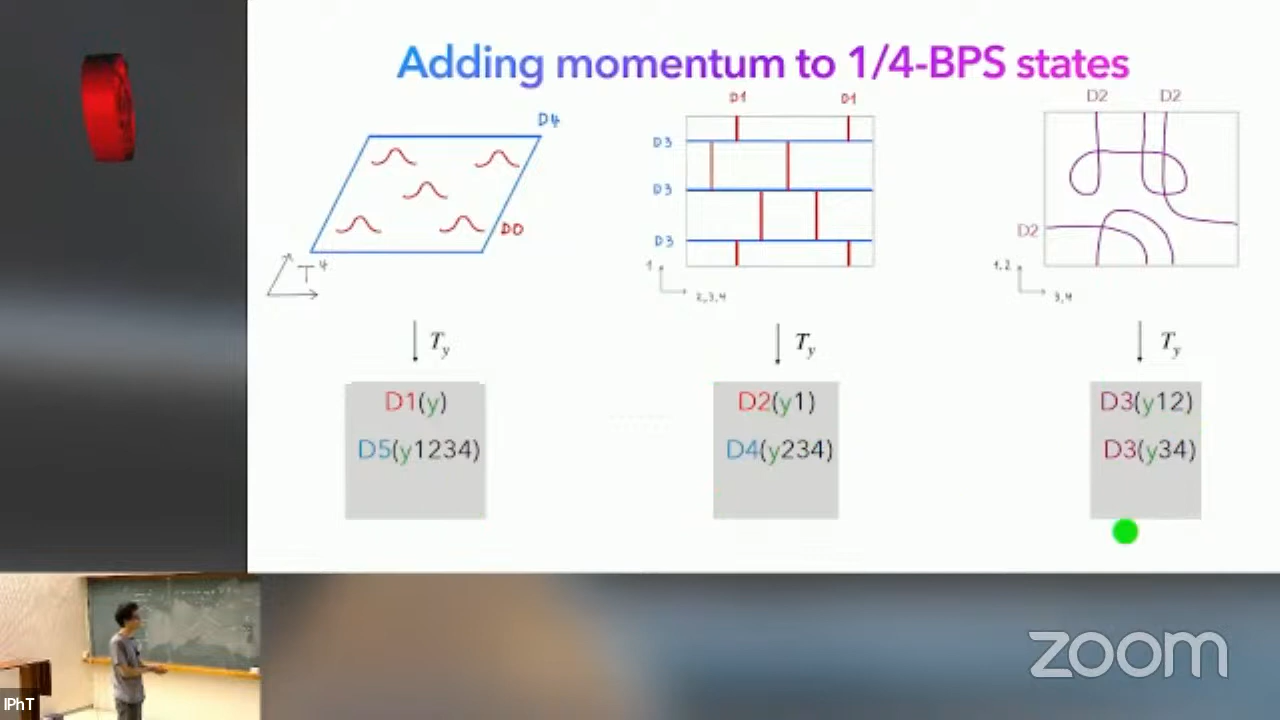 Adding momentum to 1/4-BPS states
D4
D0
T⁴
D1 D1
D3
D3
D3
1
2,3,4
D2 D2
D2
1,2
3,4
T_y
T_y
T_y
D1(y)
D5(y1234)
D2(y1)
D4(y234)
D3(y12)
D3(y34)
zoom
IPhT